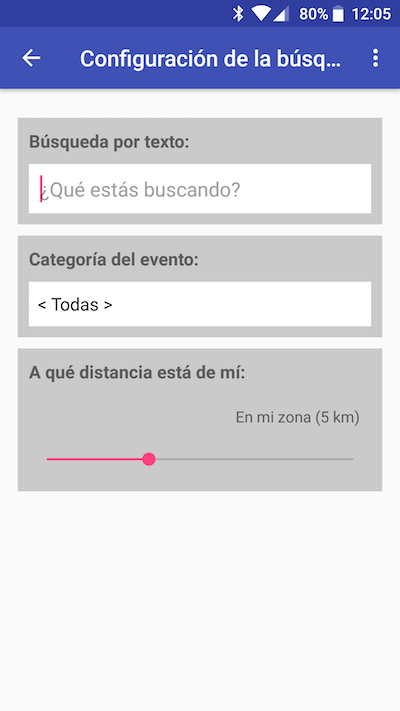 80% 12:05
Configuración de la búsq...
Búsqueda por texto:
¿Qué estás buscando?
Categoría del evento:
< Todas >
A qué distancia está de mí:
En mi zona (5 km)